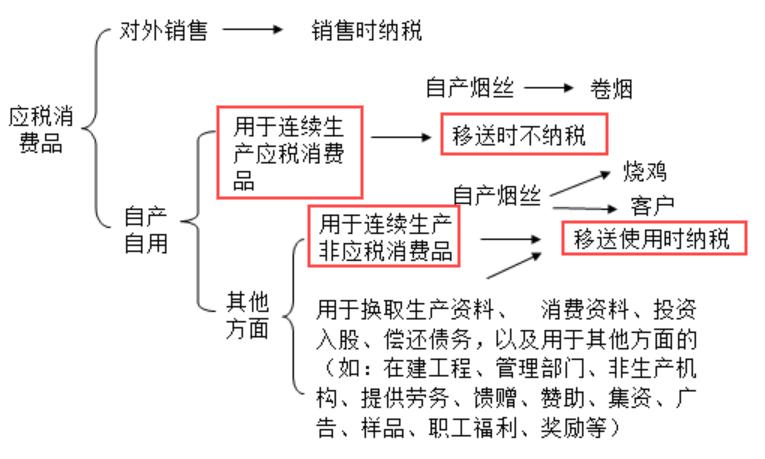 对外销售
销售时纳税
应税消
费品
自产烟丝
卷烟
用于连续生
产应税消费
品
移送时不纳税
自产
自用
自产烟丝
烧鸡
客户
用于连续生产
非应税消费品
移送使用时纳税
其他
方面
用于换取生产资料、 消费资料、投资
入股、偿还债务，以及用于其他方面的
（如：在建工程、管理部门、非生产机
构、提供劳务、馈赠、赞助、集资、广
告、样品、职工福利、奖励等）